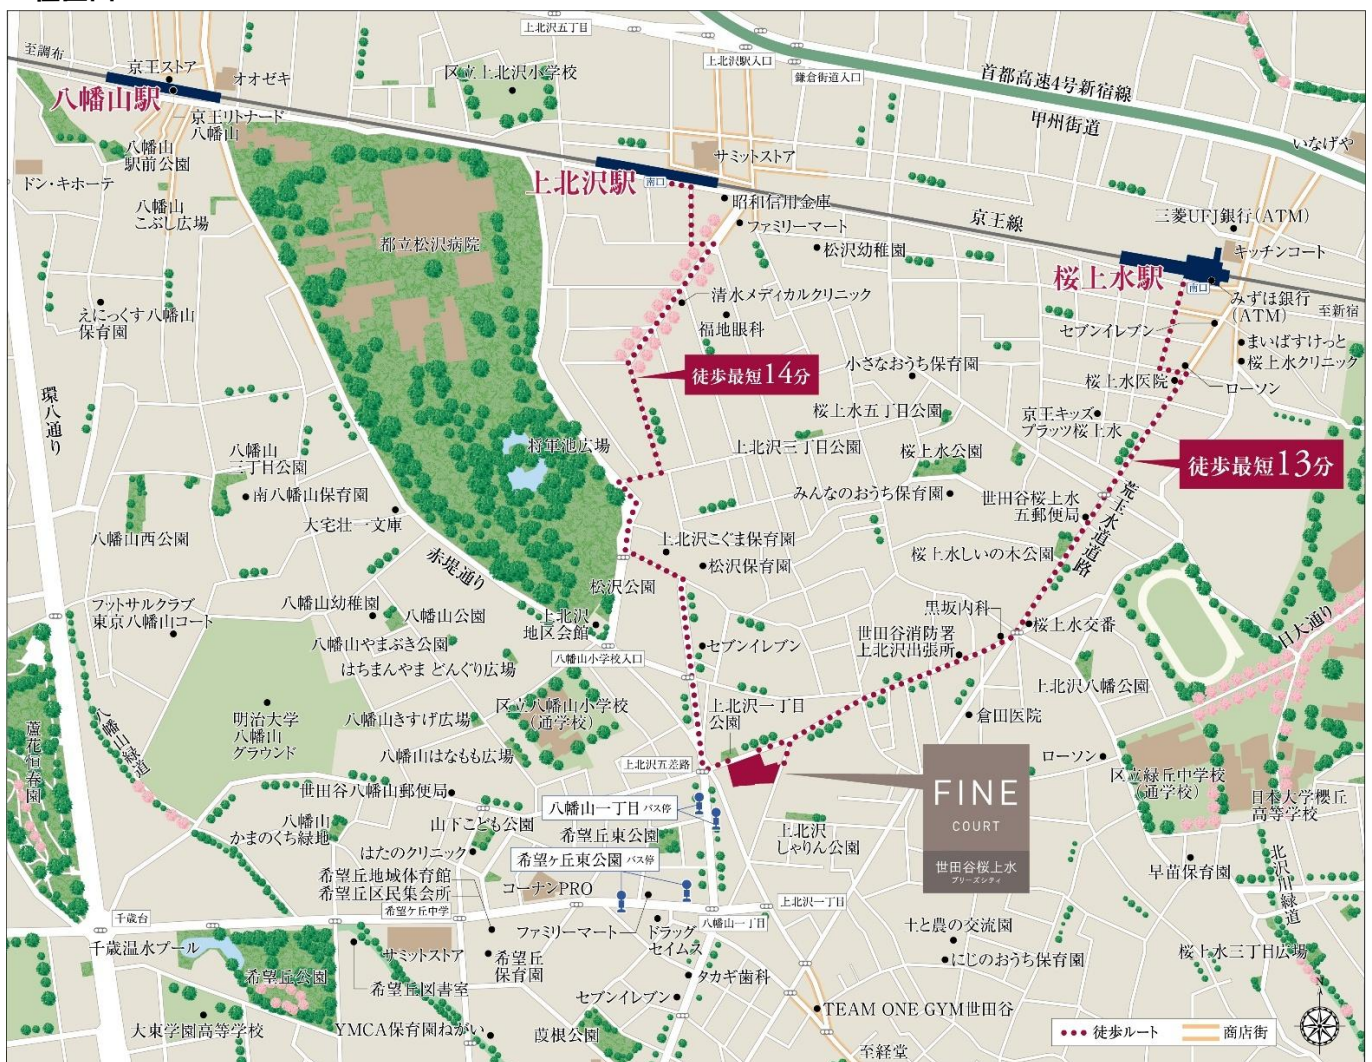 上北沢五丁目
至調布
京王ストア
オオゼキ
区立上北沢小学校
上北沢駅入口
鎌倉街道入口
首都高速4号新宿線
甲州街道
いなげや
八幡山駅
京王リトナード
八幡山
八幡山
駅前公園
ドン・キホーテ
八幡山
こぶし広場
サミットストア
上北沢駅
南口
昭和信用金庫
ファミリーマート
松沢幼稚園
京王線
三菱UFJ銀行(ATM)
キッチンコート
桜上水駅
南口
みずほ銀行
(ATM)
至新宿
都立松沢病院
えにっくす八幡山
保育園
清水メディカルクリニック
福地眼科
セブンイレブン
まいばすけっと
桜上水クリニック
ローソン
桜上水医院
徒歩最短14分
小さなおうち保育園
桜上水五丁目公園
京王キッズ
プラッツ桜上水
環八通り
八幡山
三丁目公園
南八幡山保育園
大宅壮一文庫
八幡山西公園
将軍池広場
上北沢三丁目公園
桜上水公園
徒歩最短13分
みんなのおうち保育園
世田谷桜上水
五郵便局
荒玉水道道路
赤堤通り
上北沢こぐま保育園
松沢保育園
桜上水しいの木公園
松沢公園
フットサルクラブ
東京八幡山コート
八幡山幼稚園
八幡山公園
上北沢
地区会館
黒坂内科
桜上水交番
日大通り
八幡山やまぶき公園
はちまんやま どんぐり広場
八幡山小学校入口
セブンイレブン
世田谷消防署
上北沢出張所
上北沢八幡公園
蘆花恒春園
八幡山緑道
明治大学
八幡山
グラウンド
八幡山きすげ広場
区立八幡山小学校
(通学校)
上北沢一丁目
公園
倉田医院
八幡山はなもも広場
上北沢五差路
ローソン
区立緑丘中学校
(通学校)
日本大学櫻丘
高等学校
世田谷八幡山郵便局
八幡山一丁目 バス停
FINE
COURT
世田谷桜上水
ブリーズシティ
八幡山
かまのくち緑地
山下こども公園
希望丘東公園
上北沢
しゃりん公園
はたのクリニック
希望ヶ丘東公園 バス停
早苗保育園
北沢川緑道
希望丘地域体育館
希望丘区民集会所
コーナンPRO
千歳台
希望ケ丘中学
上北沢一丁目
八幡山一丁目
土と農の交流園
千歳温水プール
サミットストア
ファミリーマート
ドラッグ
セイムス
にじのおうち保育園
桜上水三丁目広場
希望丘公園
希望丘図書室
希望丘
保育園
タカギ歯科
セブンイレブン
大東学園高等学校
YMCA保育園ねがい
葭根公園
TEAM ONE GYM世田谷
至経堂
N
徒歩ルート
商店街